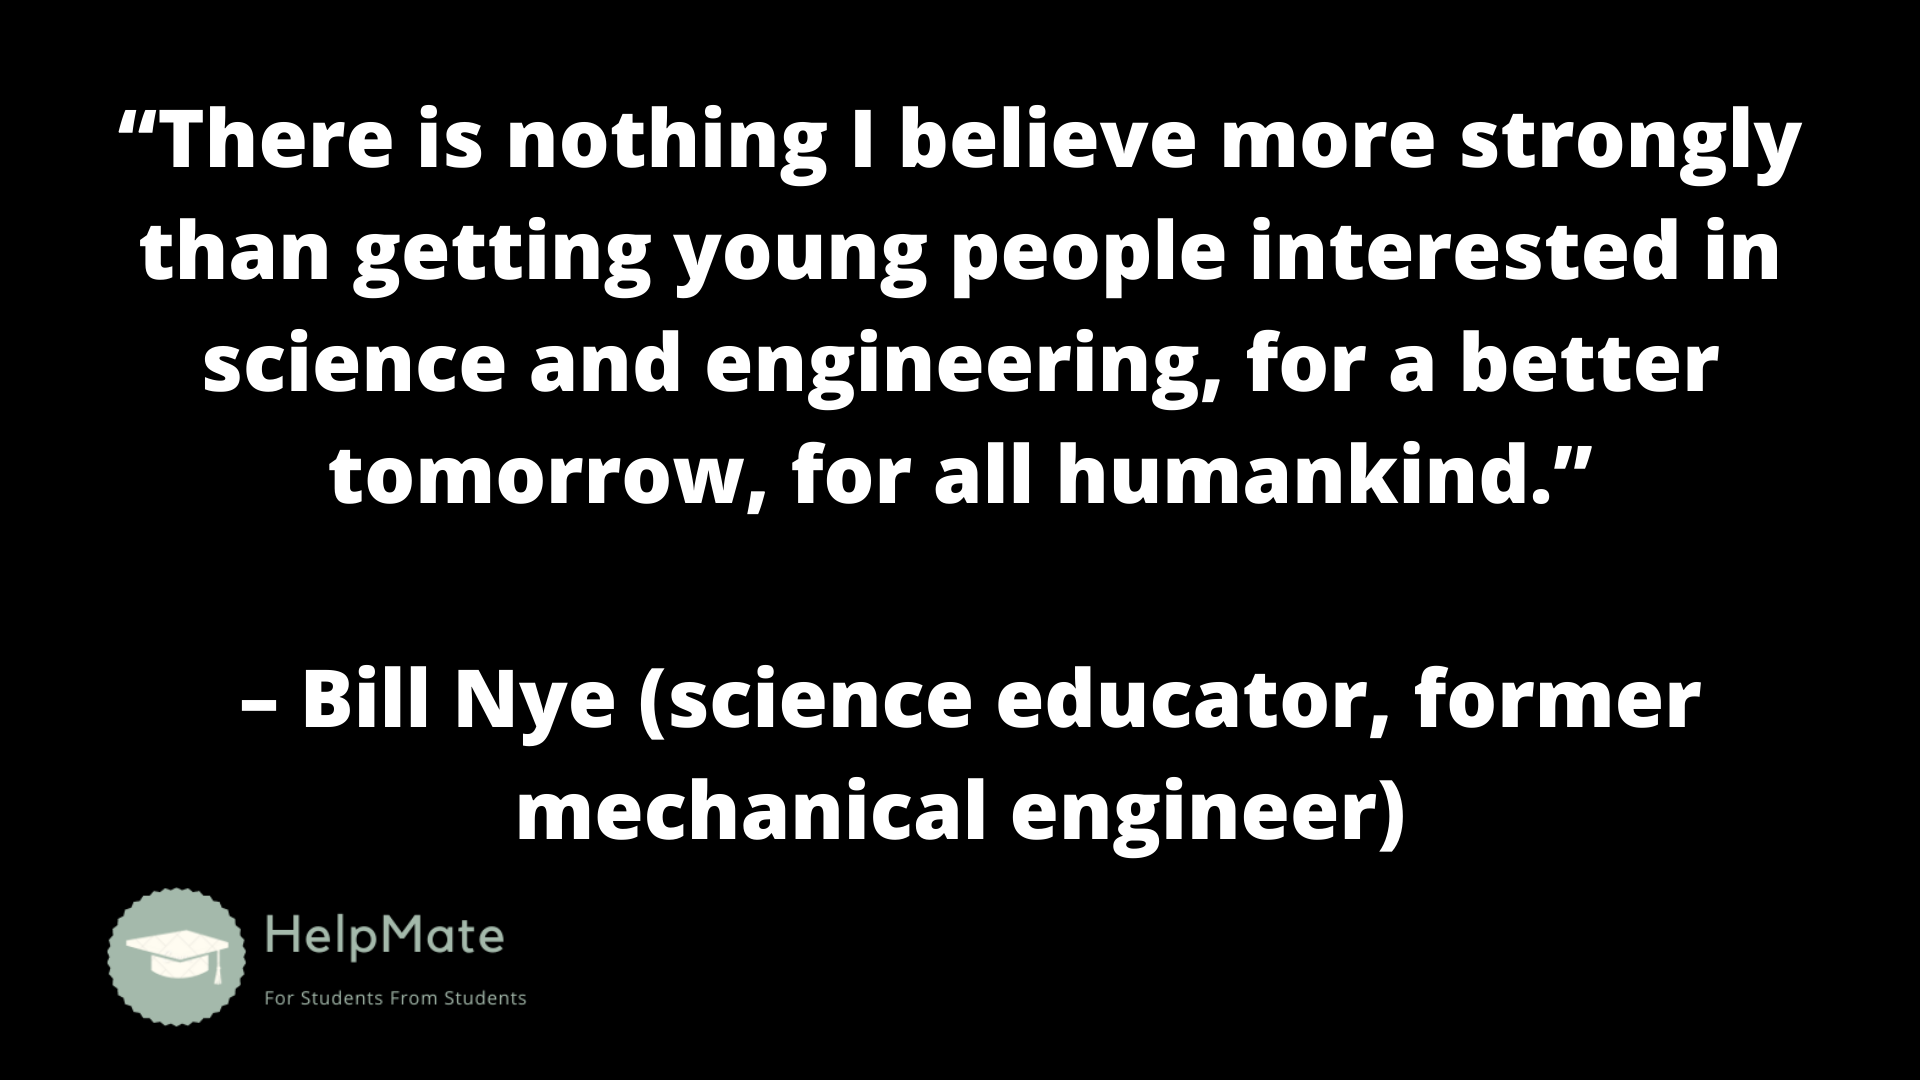 “There is nothing I believe more strongly
than getting young people interested in
science and engineering, for a better
tomorrow, for all humankind.”
– Bill Nye (science educator, former
mechanical engineer)
HelpMate
For Students From Students